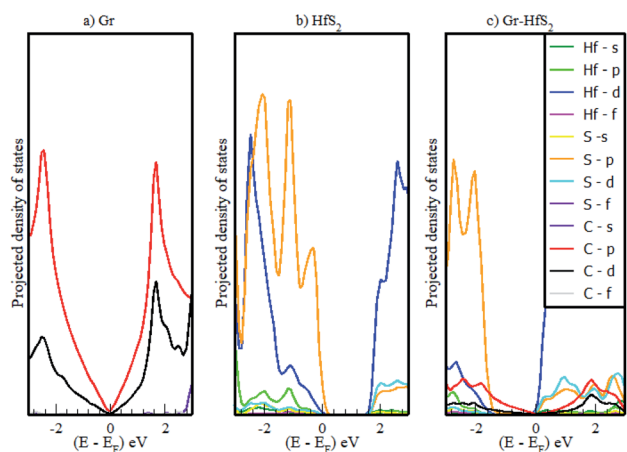 a) Gr
b) HfS2
c) Gr-HfS2
Projected density of states
Projected density of states
Projected density of states
Hf - s
Hf - p
Hf - d
Hf - f
S -s
S - p
S - d
S - f
C - s
C - p
C - d
C - f
-2 0 2
-2 0 2
-2 0 2
(E - EF) eV
(E - EF) eV
(E - EF) eV